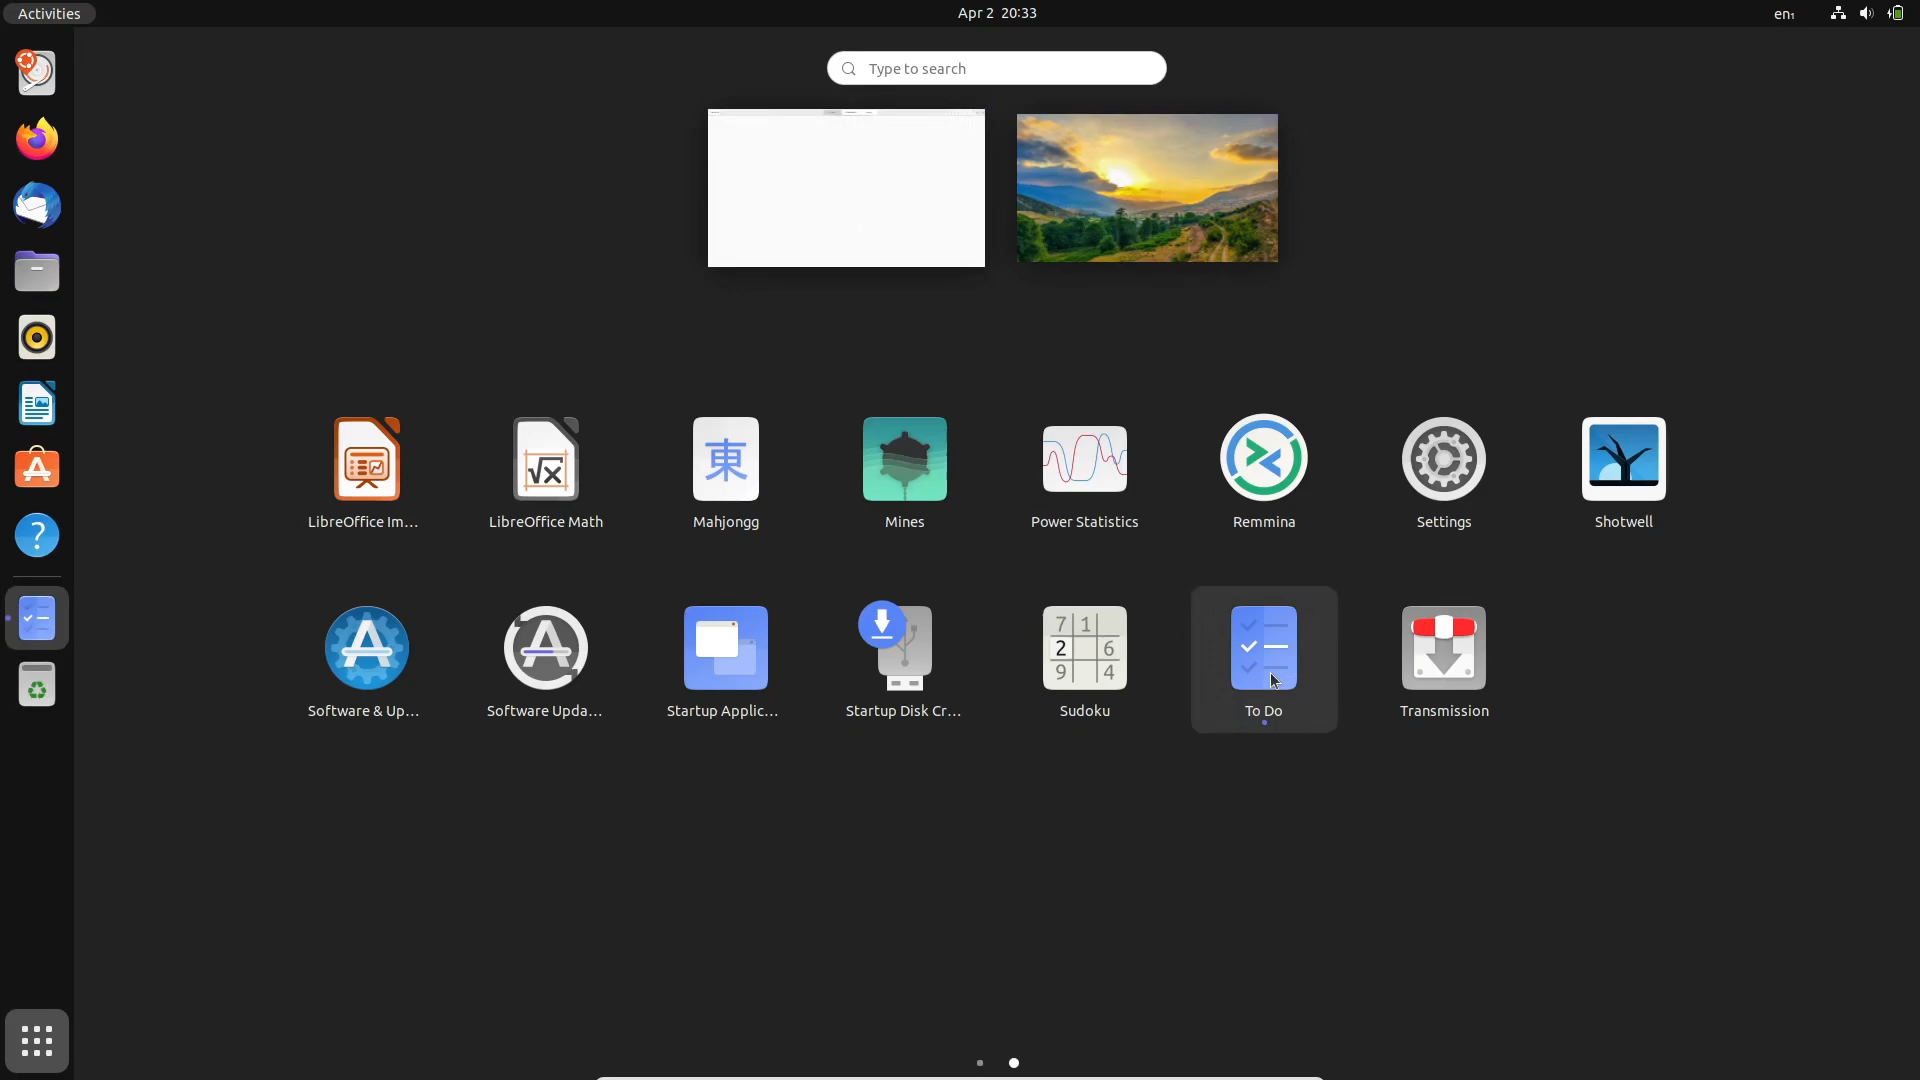 Activities
Apr 2 20:33
en₁
Type to search
LibreOffice Im...
LibreOffice Math
東
Mahjongg
Mines
Power Statistics
Remmina
Settings
Shotwell
√x
7 1
2 6
9 4
Software & Up...
Software Upda...
Startup Applic...
Startup Disk Cr...
Sudoku
To Do
Transmission
?